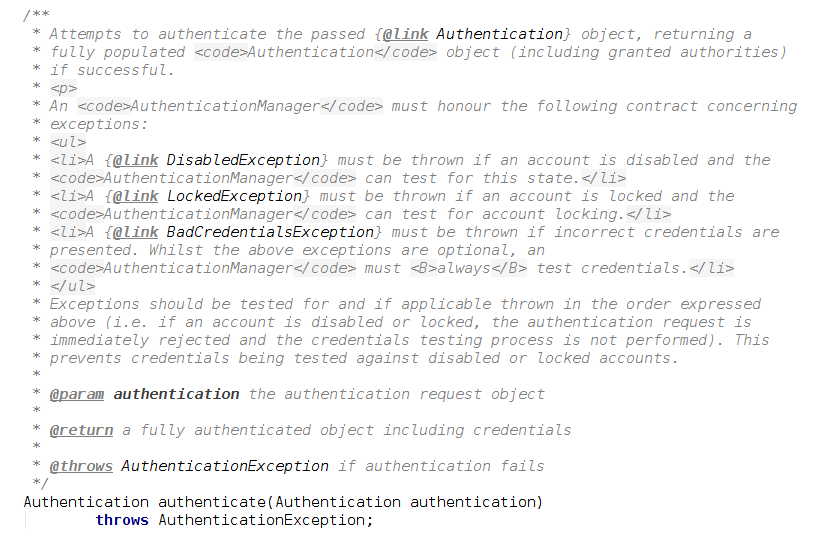 /**
 * Attempts to authenticate the passed {@link Authentication} object, returning a
 * fully populated <code>Authentication</code> object (including granted authorities)
 * if successful.
 * <p>
 * An <code>AuthenticationManager</code> must honour the following contract concerning
 * exceptions:
 * <ul>
 * <li>A {@link DisabledException} must be thrown if an account is disabled and the
 * <code>AuthenticationManager</code> can test for this state.</li>
 * <li>A {@link LockedException} must be thrown if an account is locked and the
 * <code>AuthenticationManager</code> can test for account locking.</li>
 * <li>A {@link BadCredentialsException} must be thrown if incorrect credentials are
 * presented. Whilst the above exceptions are optional, an
 * <code>AuthenticationManager</code> must <B>always</B> test credentials.</li>
 * </ul>
 * Exceptions should be tested for and if applicable thrown in the order expressed
 * above (i.e. if an account is disabled or locked, the authentication request is
 * immediately rejected and the credentials testing process is not performed). This
 * prevents credentials being tested against disabled or locked accounts.
 *
 * @param authentication the authentication request object
 *
 * @return a fully authenticated object including credentials
 *
 * @throws AuthenticationException if authentication fails
 */
Authentication authenticate(Authentication authentication)
        throws AuthenticationException;